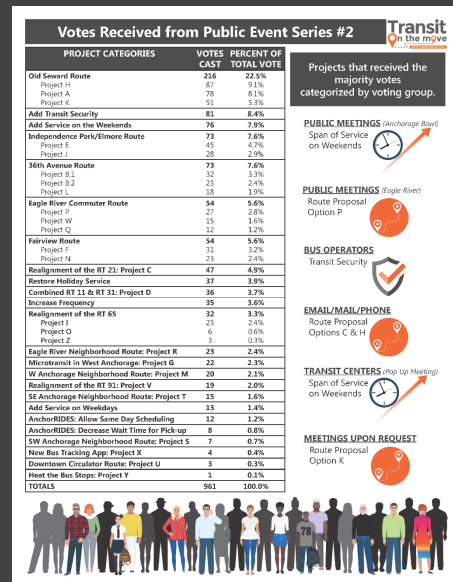 Votes Received from Public Event Series #2
Transit
on the move
PROJECT CATEGORIES VOTES CAST PERCENT OF TOTAL VOTE
Old Seward Route 216 22.5%
Project H 87 9.1%
Project A 78 8.1%
Project K 51 5.3%
Add Transit Security 81 8.4%
Add Service on the Weekends 76 7.9%
Independence Park/Elmore Route 73 7.6%
Project E 45 4.7%
Project J 28 2.9%
36th Avenue Route 73 7.6%
Project B.1 32 3.3%
Project B.2 23 2.4%
Project L 18 1.9%
Eagle River Commuter Route 54 5.6%
Project P 27 2.8%
Project W 15 1.6%
Project Q 12 1.2%
Fairview Route 54 5.6%
Project F 31 3.2%
Project N 23 2.4%
Realignment of the RT 21: Project C 47 4.9%
Restore Holiday Service 37 3.9%
Combined RT 11 & RT 31: Project D 36 3.7%
Increase Frequency 35 3.6%
Realignment of the RT 65 32 3.3%
Project I 23 2.4%
Project O 6 0.6%
Project Z 3 0.3%
Eagle River Neighborhood Route: Project R 23 2.4%
Microtransit in West Anchorage: Project G 22 2.3%
W Anchorage Neighborhood Route: Project M 20 2.1%
Realignment of the RT 91: Project V 19 2.0%
SE Anchorage Neighborhood Route: Project T 15 1.6%
Add Service on Weekdays 13 1.4%
AnchorRIDES: Allow Same Day Scheduling 12 1.2%
AnchorRIDES: Decrease Wait Time for Pick-up 8 0.8%
SW Anchorage Neighborhood Route: Project S 7 0.7%
New Bus Tracking App: Project X 4 0.4%
Downtown Circulator Route: Project U 3 0.3%
Heat the Bus Stops: Project Y 1 0.1%
TOTALS 961 100.0%
Projects that received the
majority votes
categorized by voting group.
PUBLIC MEETINGS (Anchorage Bowl)
Span of Service
on Weekends
PUBLIC MEETINGS (Eagle River)
Route Proposal
Option P
BUS OPERATORS
Transit Security
EMAIL/MAIL/PHONE
Route Proposal
Options C & H
TRANSIT CENTERS (Pop Up Meeting)
Span of Service
on Weekends
MEETINGS UPON REQUEST
Route Proposal
Option K
78